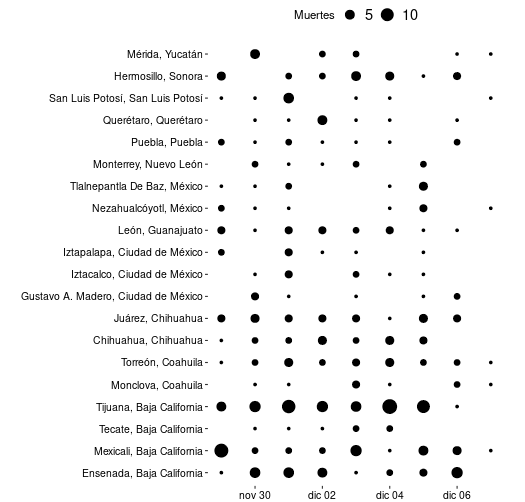 Muertes 5 10
Mérida, Yucatán
Hermosillo, Sonora
San Luis Potosí, San Luis Potosí
Querétaro, Querétaro
Puebla, Puebla
Monterrey, Nuevo León
Tlalnepantla De Baz, México
Nezahualcóyotl, México
León, Guanajuato
Iztapalapa, Ciudad de México
Iztacalco, Ciudad de México
Gustavo A. Madero, Ciudad de México
Juárez, Chihuahua
Chihuahua, Chihuahua
Torreón, Coahuila
Monclova, Coahuila
Tijuana, Baja California
Tecate, Baja California
Mexicali, Baja California
Ensenada, Baja California
nov 30 dic 02 dic 04 dic 06